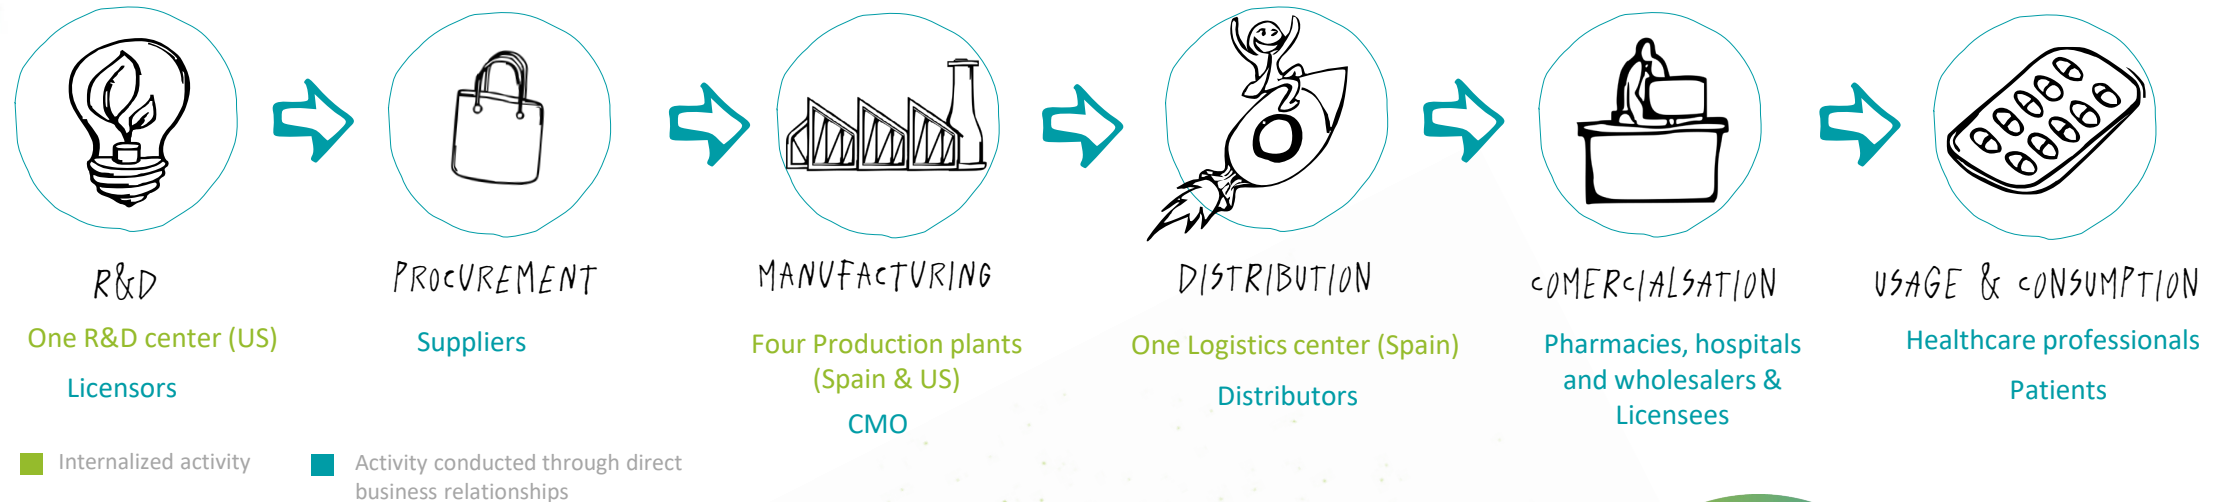 R&D
PROCUREMENT
MANUFACTURING
DISTRIBUTION
COMERCIALSATION
USAGE & CONSUMPTION
One R&D center (US)
Licensors
Suppliers
Four Production plants
(Spain & US)
CMO
One Logistics center (Spain)
Distributors
Pharmacies, hospitals
and wholesalers &
Licensees
Healthcare professionals
Patients
Internalized activity
Activity conducted through direct
business relationships